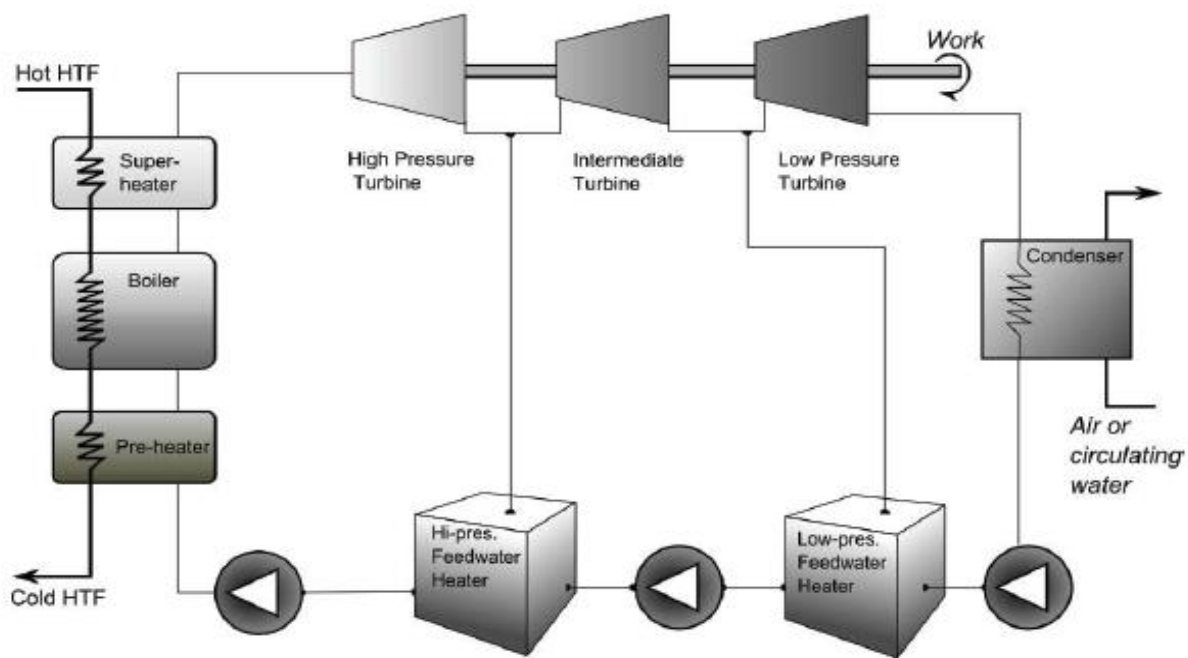 Work
Hot HTF
Super-
heater
High Pressure
Turbine
Intermediate
Turbine
Low Pressure
Turbine
Boiler
Condenser
Pre-heater
Air or
circulating
water
Hi-pres.
Feedwater
Heater
Low-pres.
Feedwater
Heater
Cold HTF